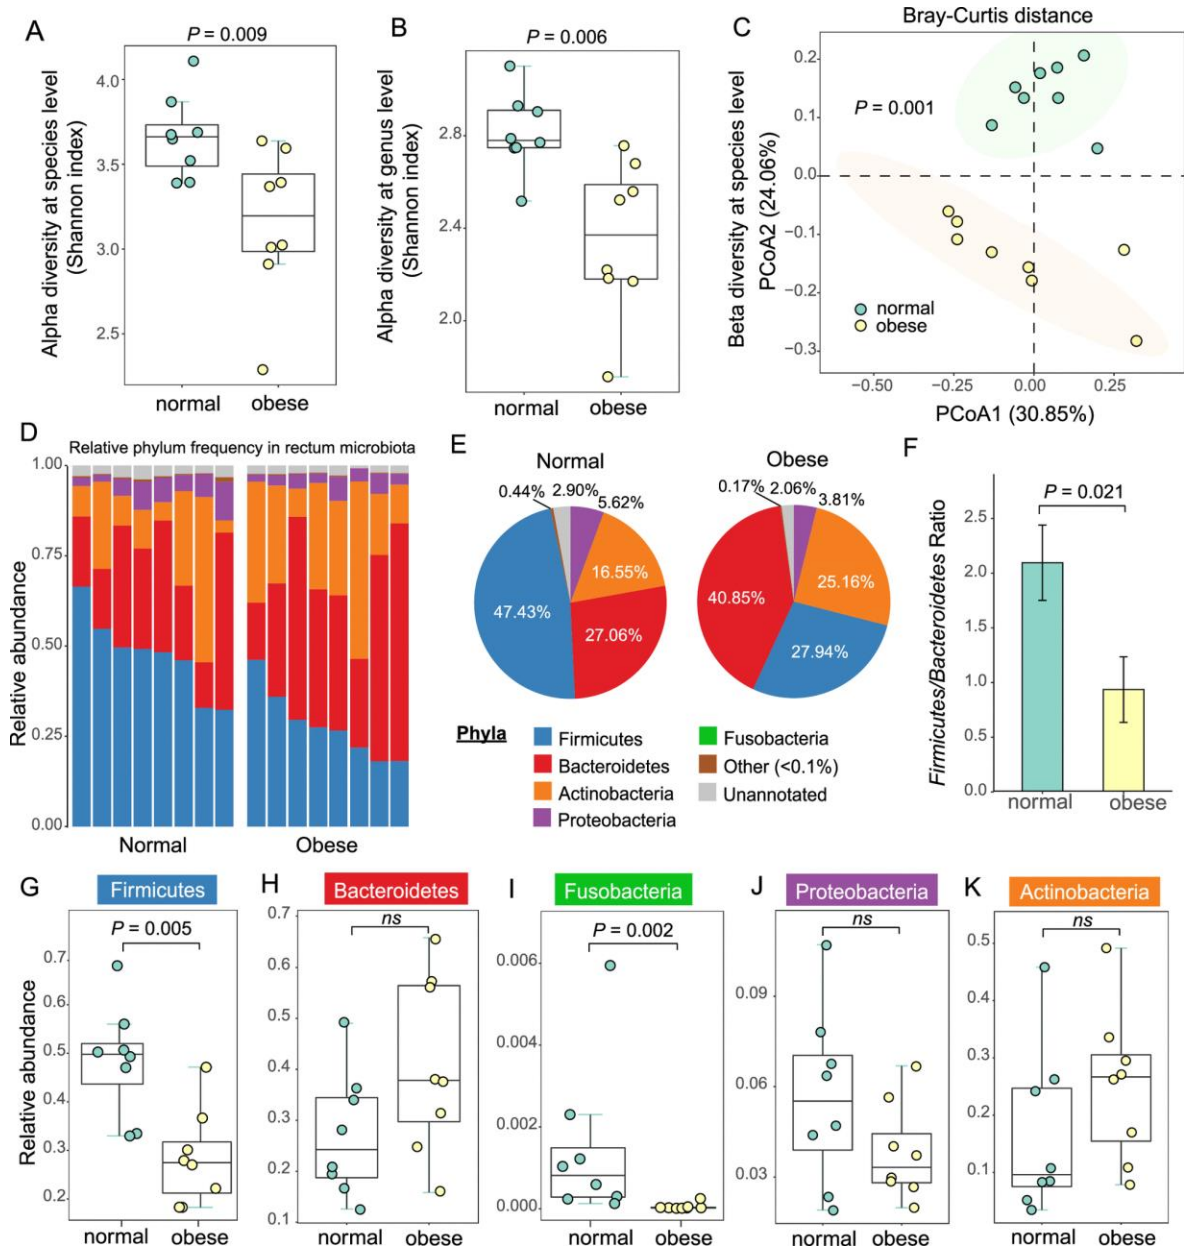 A
P = 0.009
Alpha diversity at species level
(Shannon index)
4.0
3.5
3.0
2.5
normal
obese
B
P = 0.006
Alpha diversity at genus level
(Shannon index)
2.8
2.4
2.0
normal
obese
C
Bray-Curtis distance
P = 0.001
Beta diversity at species level
PCoA2 (24.06%)
0.2
0.1
0.0
−0.1
−0.2
−0.3
normal
obese
−0.50
−0.25
0.00
0.25
PCoA1 (30.85%)
D
Relative phylum frequency in rectum microbiota
Relative abundance
1.00
0.75
0.50
0.25
0.00
Normal
Obese
E
Normal
0.44%
2.90%
5.62%
16.55%
47.43%
27.06%
Obese
0.17%
2.06%
3.81%
25.16%
40.85%
27.94%
Phyla
Firmicutes
Bacteroidetes
Actinobacteria
Proteobacteria
Fusobacteria
Other (<0.1%)
Unannotated
F
P = 0.021
Firmicutes/Bacteroidetes Ratio
2.5
2.0
1.5
1.0
0.5
0.0
normal
obese
G
Firmicutes
P = 0.005
Relative abundance
0.7
0.6
0.5
0.4
0.3
0.2
normal
obese
H
Bacteroidetes
ns
0.7
0.6
0.5
0.4
0.3
0.2
0.1
normal
obese
I
Fusobacteria
P = 0.002
0.006
0.004
0.002
0.000
normal
obese
J
Proteobacteria
ns
0.09
0.06
0.03
normal
obese
K
Actinobacteria
ns
0.5
0.4
0.3
0.2
0.1
normal
obese